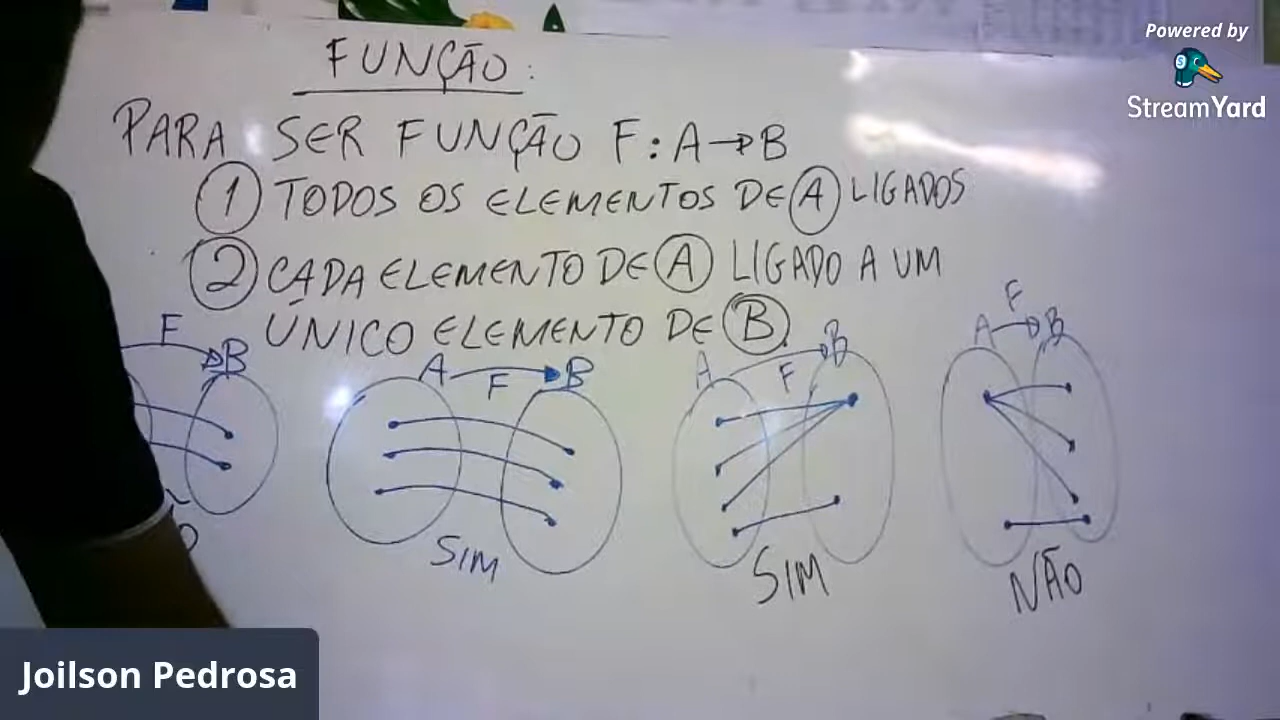 Powered by
StreamYard
FUNÇÃO:
PARA SER FUNÇÃO F: A→B
① TODOS OS ELEMENTOS DE Ⓐ LIGADOS
② CADA ELEMENTO DE Ⓐ LIGADO A UM
ÚNICO ELEMENTO DE Ⓑ.
F B
A F B
A F B
A F B
SIM
SIM
NÃO
Joilson Pedrosa